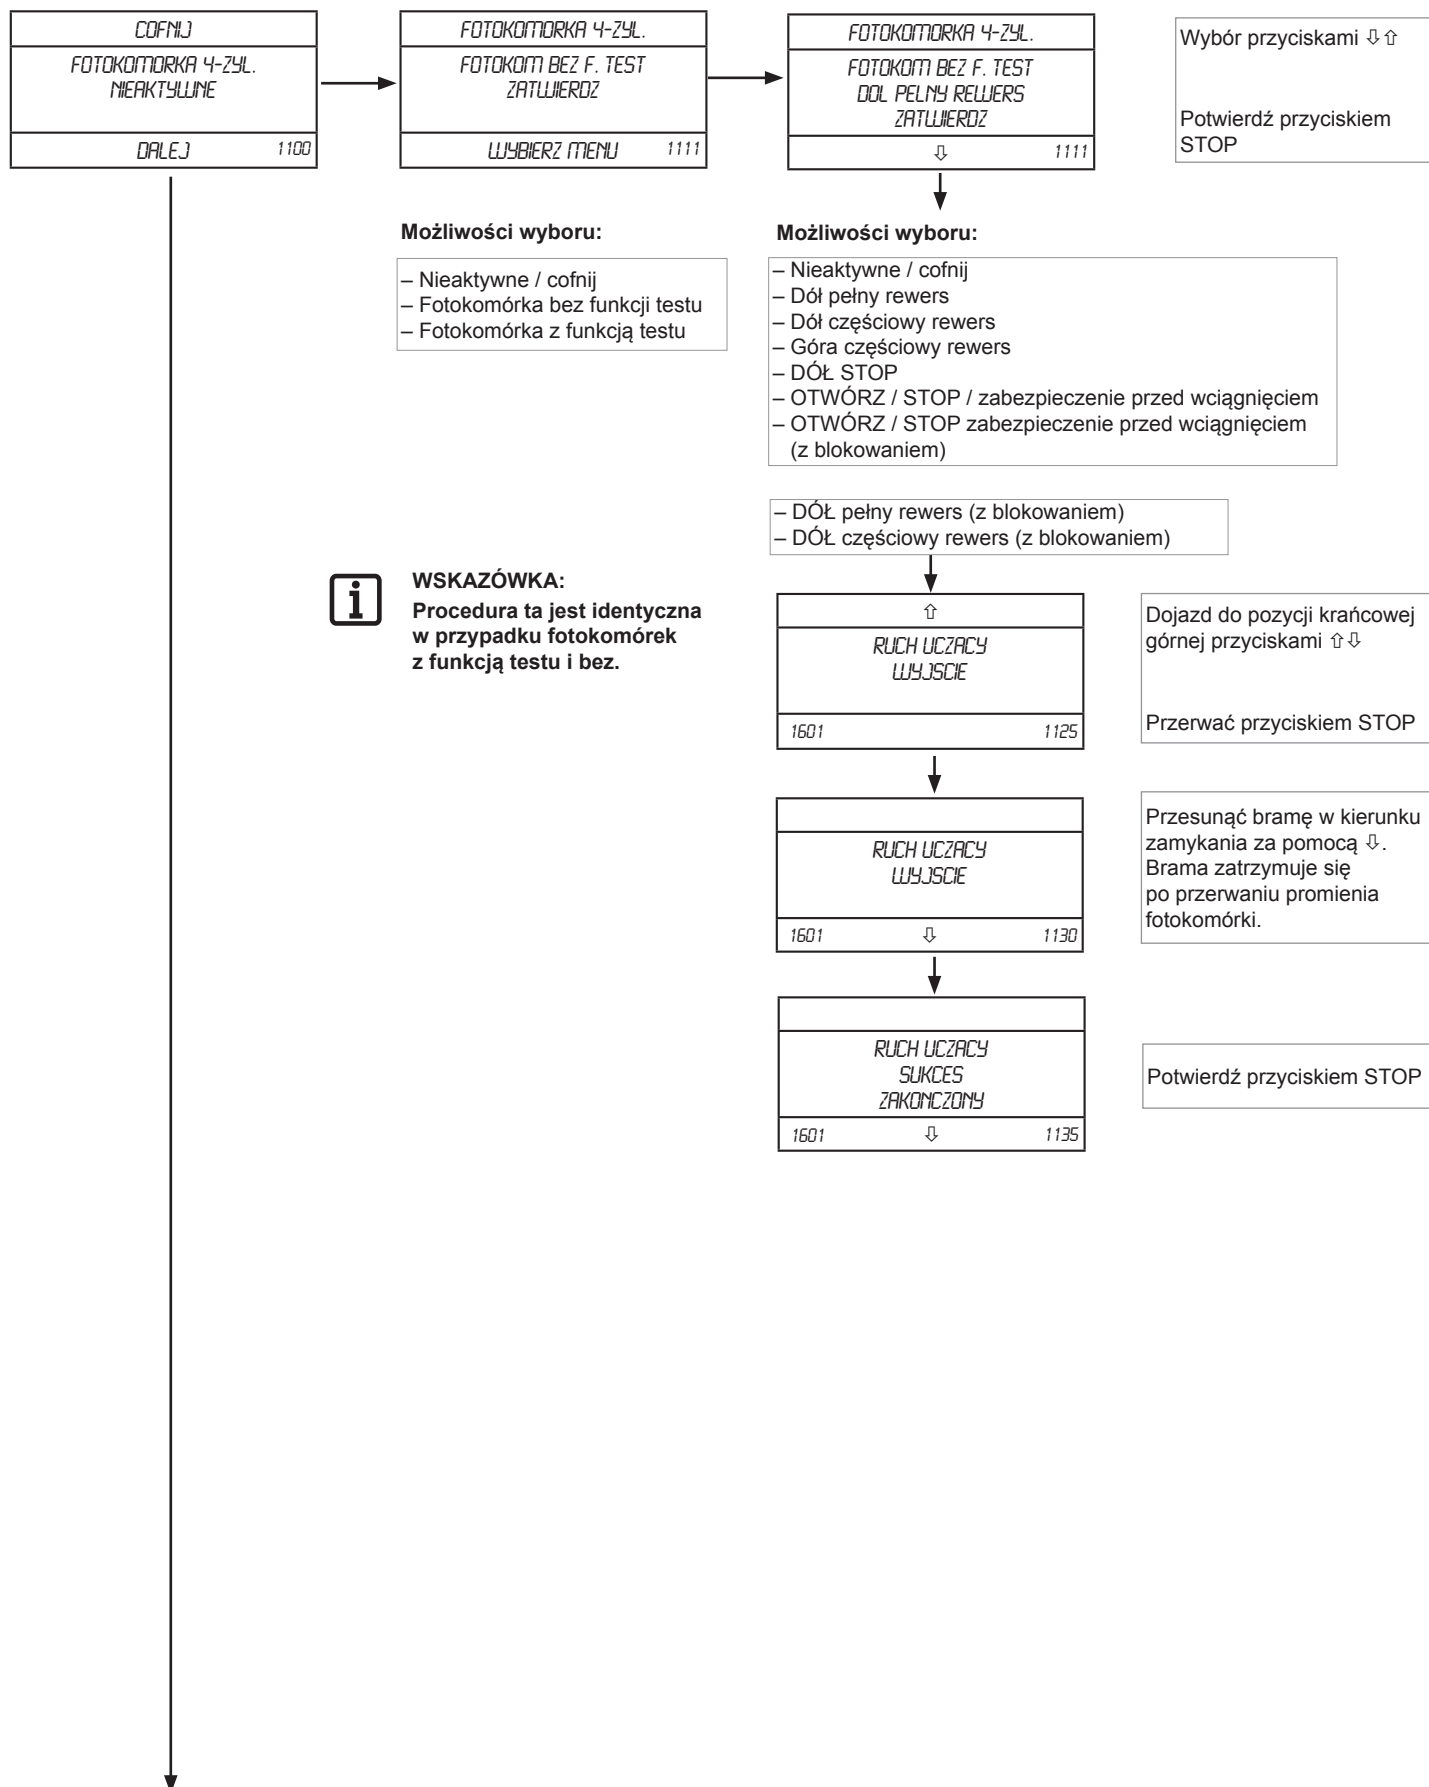 COFNIJ
FOTOKOMORKA 4-ZYL.
NIEAKTYWNE
DALEJ 1100
FOTOKOMORKA 4-ZYL.
FOTOKOM BEZ F. TEST
ZATWIERDZ
WYBIERZ MENU 1111
FOTOKOMORKA 4-ZYL.
FOTOKOM BEZ F. TEST
DOL PELNY REWERS
ZATWIERDZ
⇩ 1111
Wybór przyciskami ⇩⇧
Potwierdź przyciskiem
STOP
Możliwości wyboru:
– Nieaktywne / cofnij
– Fotokomórka bez funkcji testu
– Fotokomórka z funkcją testu
Możliwości wyboru:
– Nieaktywne / cofnij
– Dół pełny rewers
– Dół częściowy rewers
– Góra częściowy rewers
– DÓŁ STOP
– OTWÓRZ / STOP / zabezpieczenie przed wciągnięciem
– OTWÓRZ / STOP zabezpieczenie przed wciągnięciem
(z blokowaniem)
– DÓŁ pełny rewers (z blokowaniem)
– DÓŁ częściowy rewers (z blokowaniem)
i
WSKAZÓWKA:
Procedura ta jest identyczna
w przypadku fotokomórek
z funkcją testu i bez.
⇧
RUCH UCZACY
WYJSCIE
1601 1125
Dojazd do pozycji krańcowej
górnej przyciskami ⇧⇩
Przerwać przyciskiem STOP
RUCH UCZACY
WYJSCIE
1601 ⇩ 1130
Przesunąć bramę w kierunku
zamykania za pomocą ⇩.
Brama zatrzymuje się
po przerwaniu promienia
fotokomórki.
RUCH UCZACY
SUKCES
ZAKONCZONY
1601 ⇩ 1135
Potwierdź przyciskiem STOP